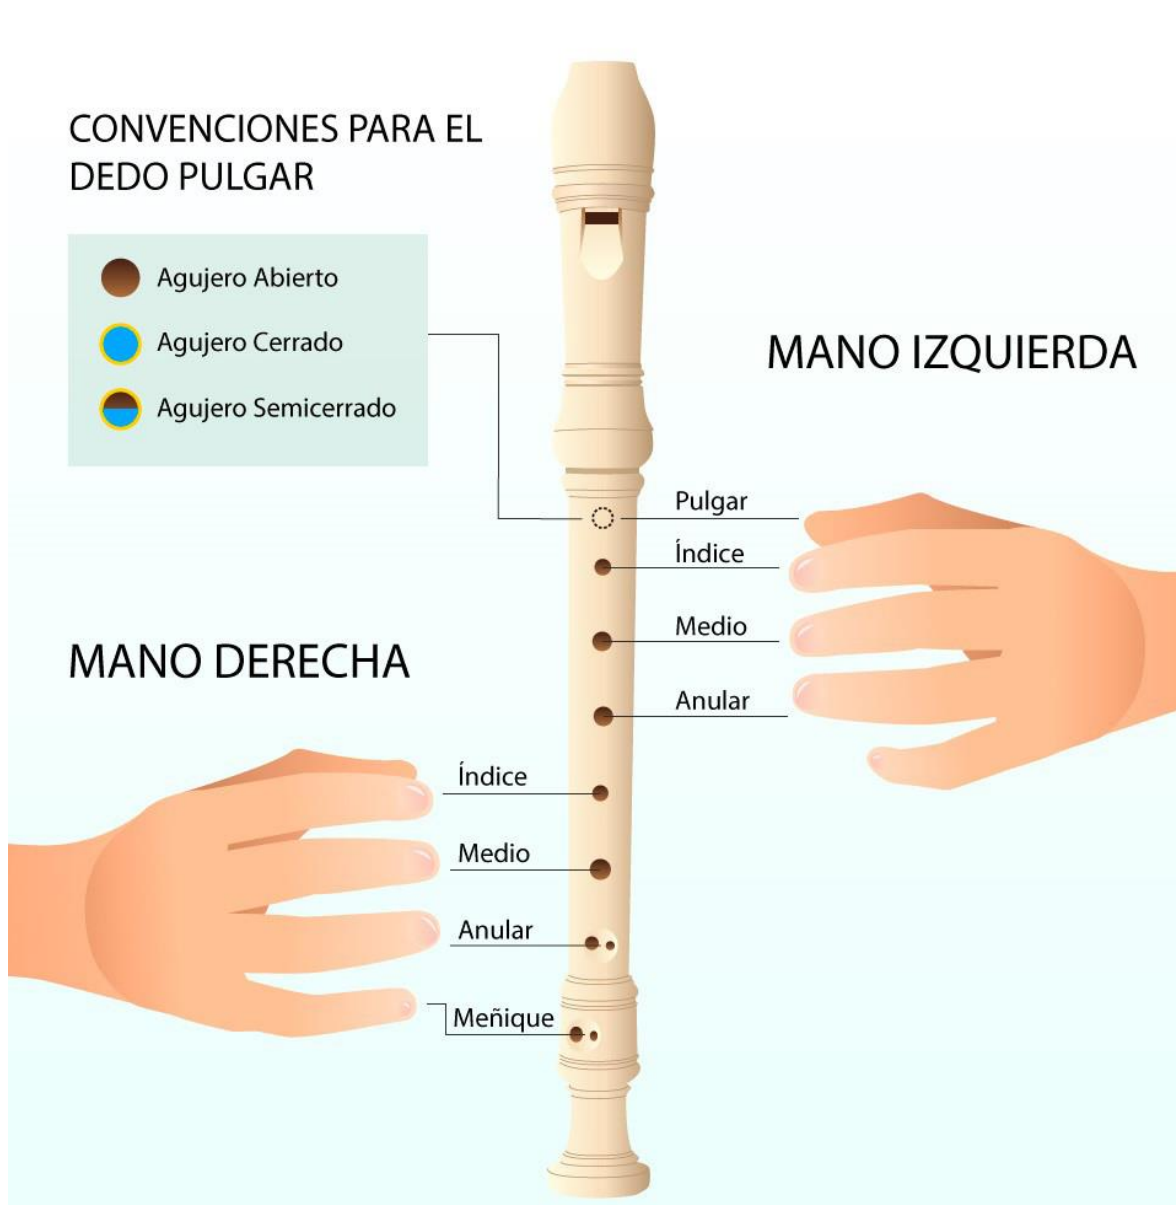 CONVENCIONES PARA EL
DEDO PULGAR
Agujero Abierto
Agujero Cerrado
Agujero Semicerrado
MANO IZQUIERDA
Pulgar
Índice
Medio
Anular
MANO DERECHA
Índice
Medio
Anular
Meñique